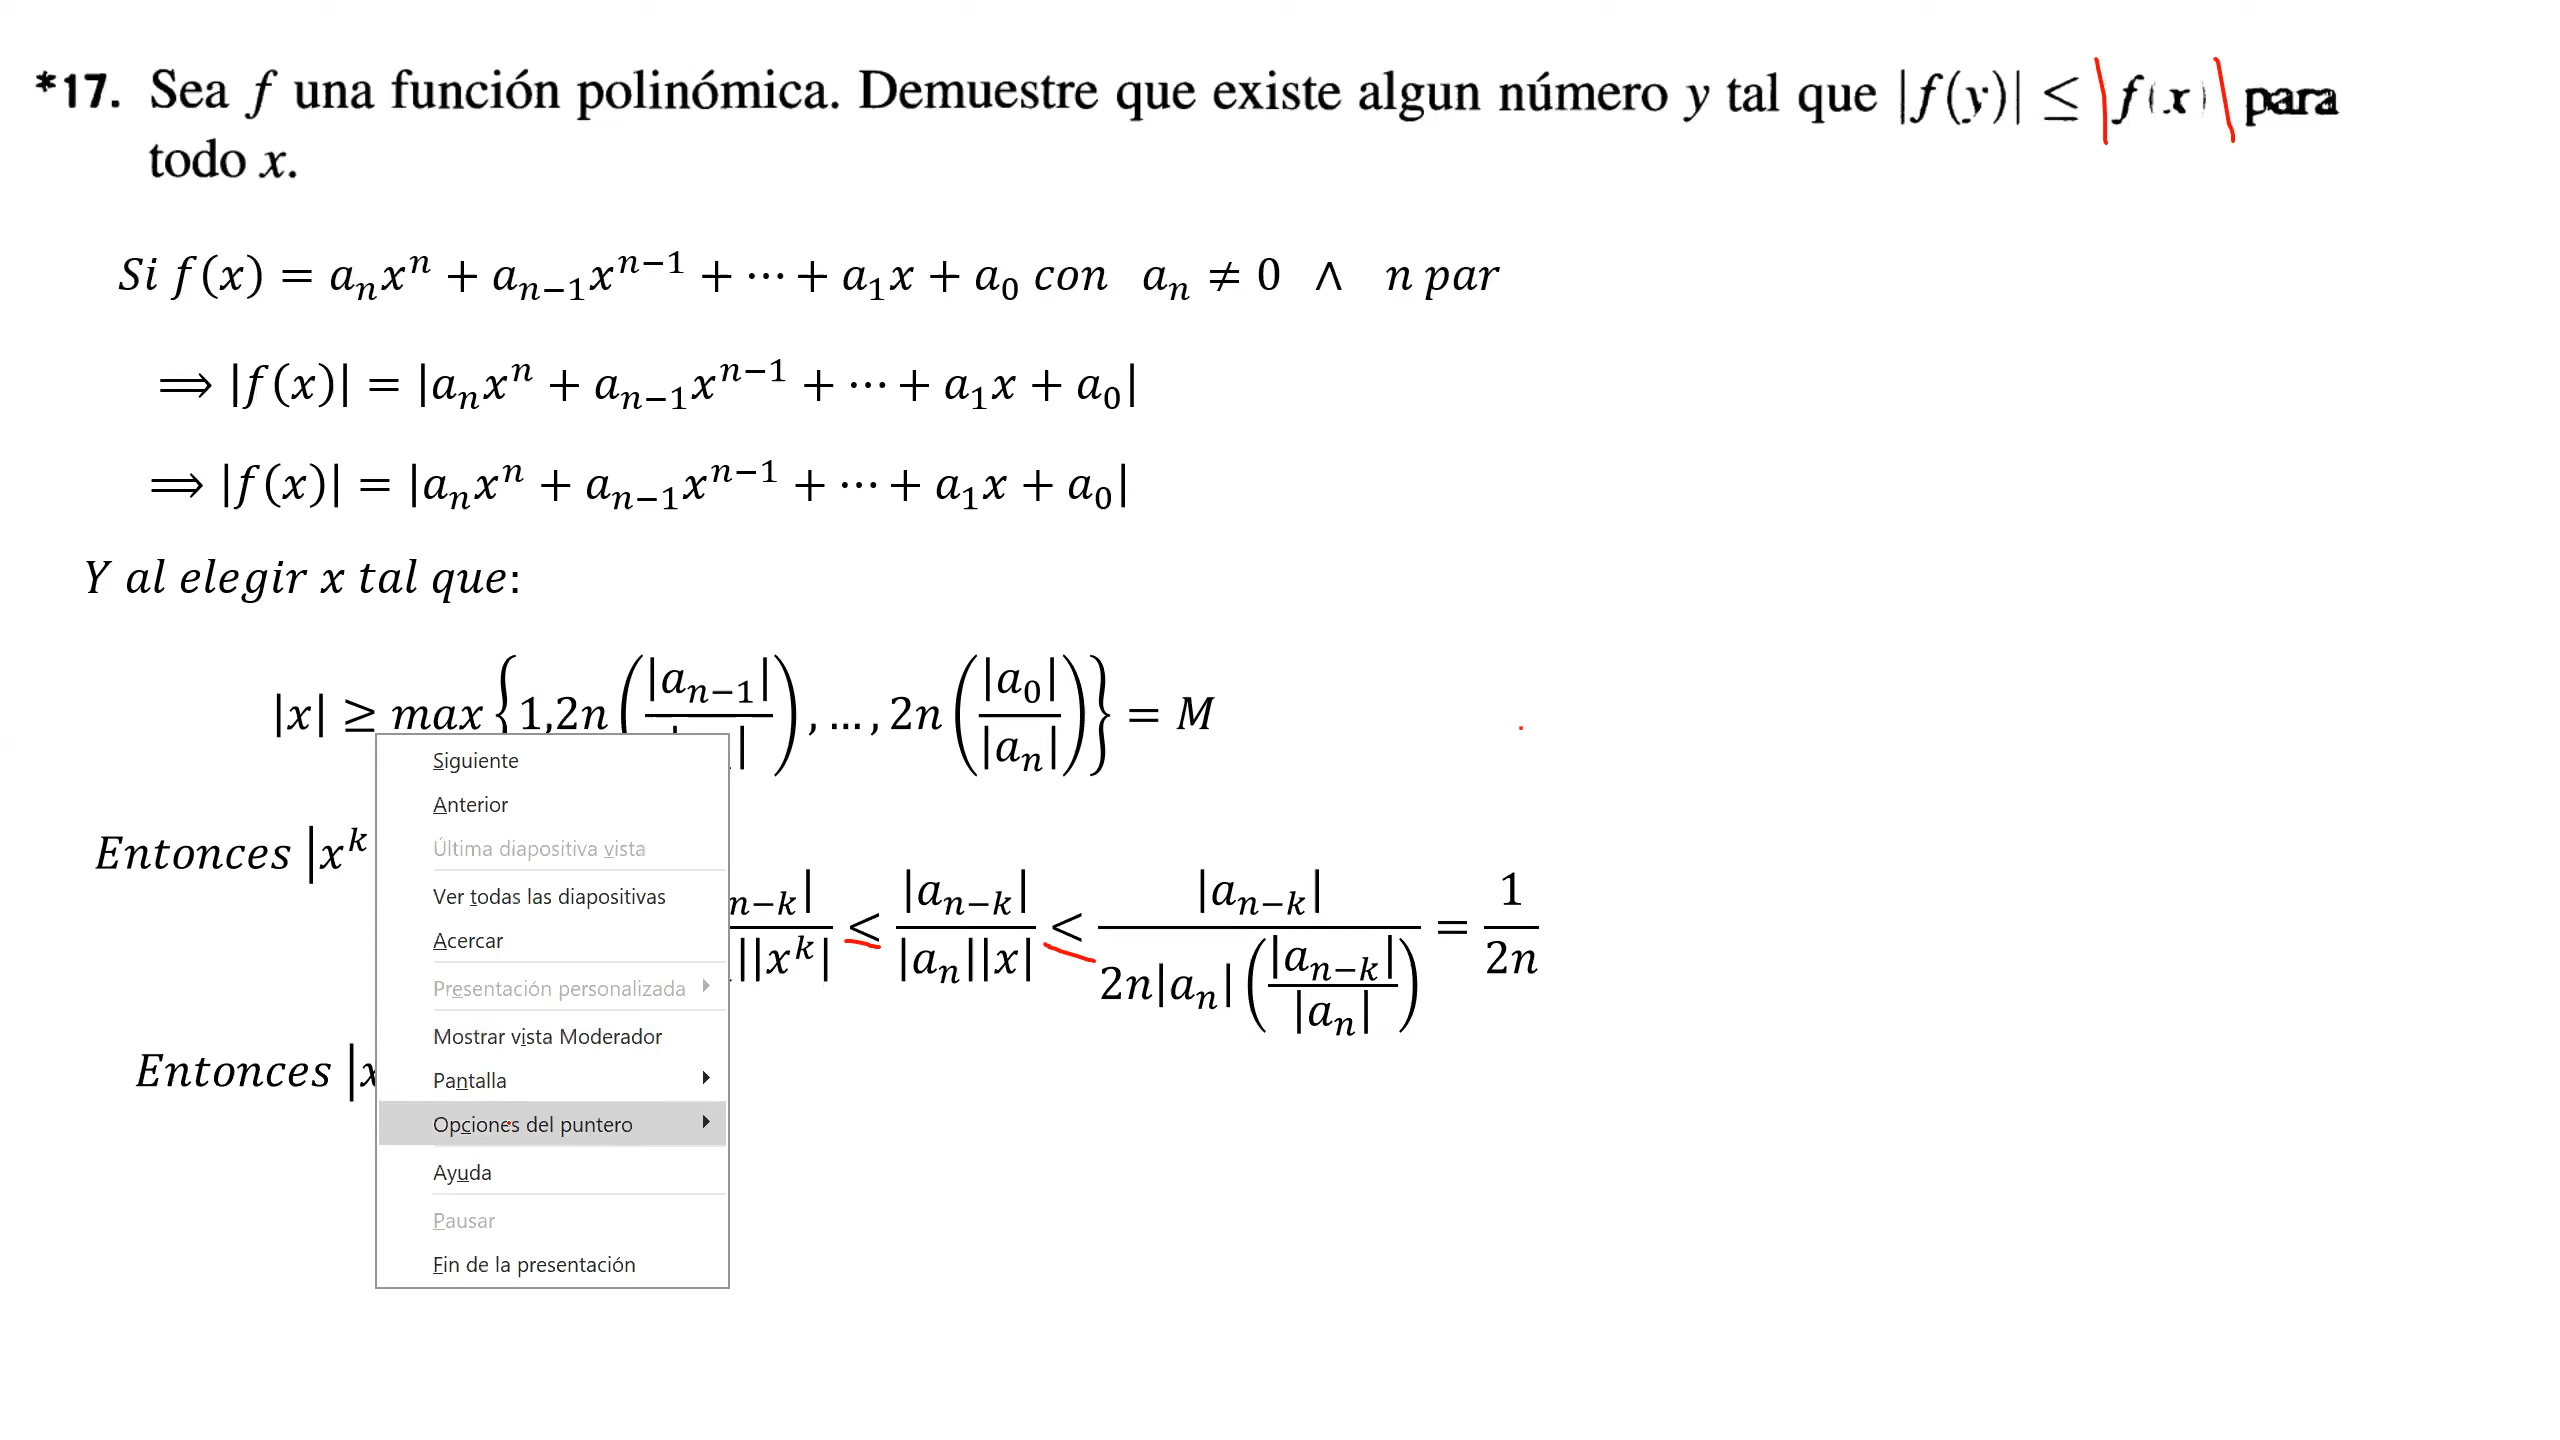 *17. Sea f una función polinómica. Demuestre que existe algun número y tal que |f(y)| ≤ |f(x)| para
todo x.
Si f(x) = aₙxⁿ + aₙ₋₁xⁿ⁻¹ + ⋯ + a₁x + a₀ con aₙ ≠ 0 ∧ n par
⟹ |f(x)| = |aₙxⁿ + aₙ₋₁xⁿ⁻¹ + ⋯ + a₁x + a₀|
⟹ |f(x)| = |aₙxⁿ + aₙ₋₁xⁿ⁻¹ + ⋯ + a₁x + a₀|
Y al elegir x tal que:
|x| ≥ max {1,2n (|aₙ₋₁| / |), … , 2n (|a₀| / |aₙ|)} = M
Entonces |xᵏ
n−k| / ||xᵏ| < |aₙ₋ₖ| / |aₙ||x| < |aₙ₋ₖ| / 2n|aₙ| (|aₙ₋ₖ| / |aₙ|) = 1 / 2n
Entonces |x
Siguiente
Anterior
Última diapositiva vista
Ver todas las diapositivas
Acercar
Presentación personalizada
Mostrar vista Moderador
Pantalla
Opciones del puntero
Ayuda
Pausar
Fin de la presentación